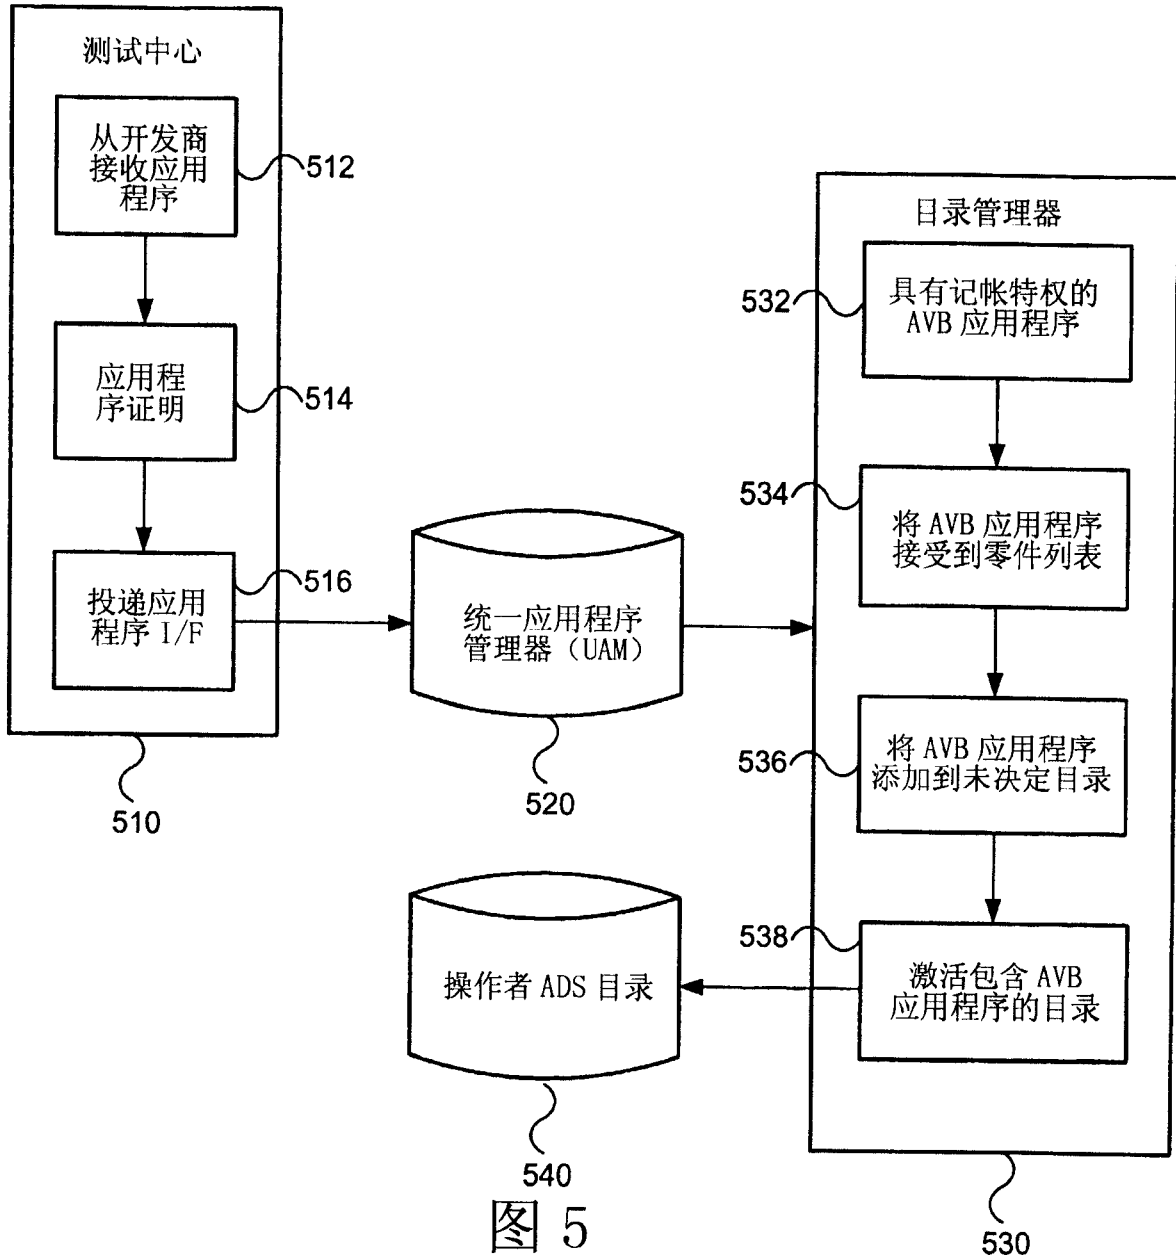 测试中心
从开发商
接收应用
程序
512
应用程
序证明
514
投递应用
程序 I/F
516
510
统一应用程序
管理器（UAM）
520
目录管理器
532
具有记帐特权的
AVB 应用程序
534
将 AVB 应用程序
接受到零件列表
536
将 AVB 应用程序
添加到未决定目录
538
激活包含 AVB
应用程序的目录
530
操作者 ADS 目录
540
图 5